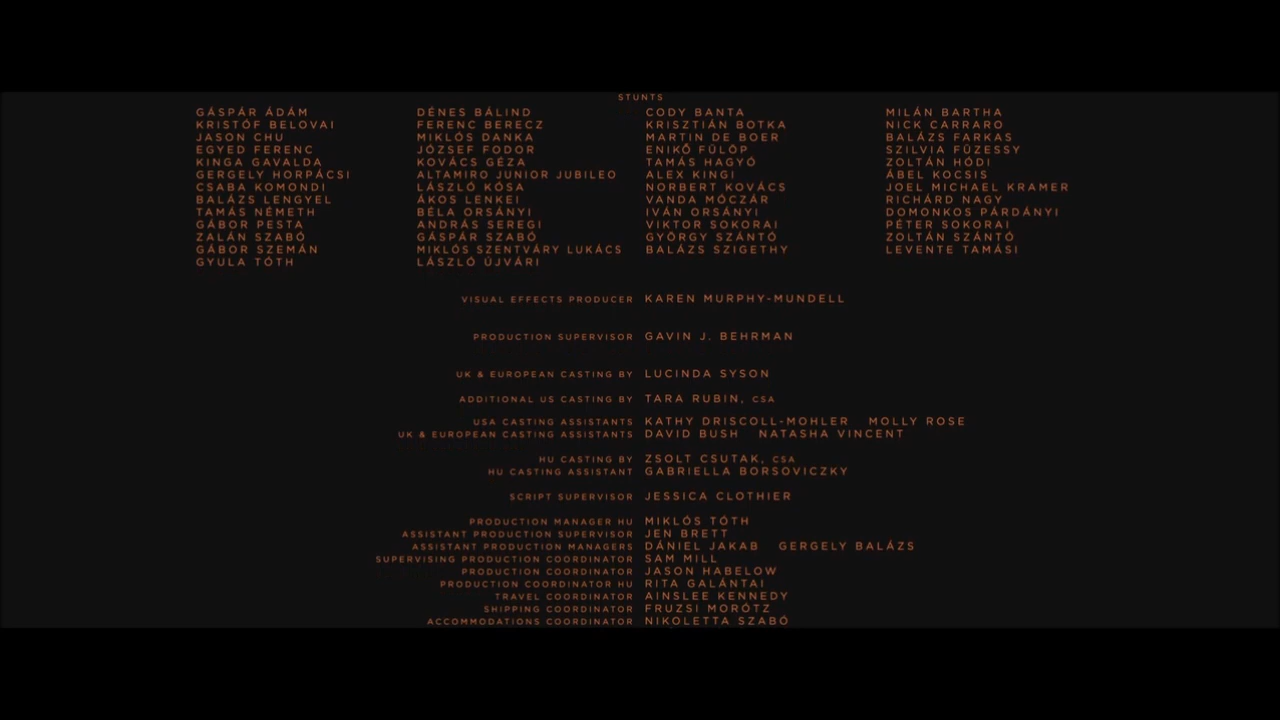 STUNTS
GÁSPÁR ÁDÁM DÉNES BÁLIND CODY BANTA MILÁN BARTHA
KRISTÓF BELOVAI FERENC BERECZ KRISZTIÁN BOTKA NICK CARRARO
JASON CHU MIKLÓS DANKA MARTIN DE BOER BALÁZS FARKAS
EGYED FERENC JÓZSEF FODOR ENIKŐ FÜLÖP SZILVIA FÜZESSY
KINGA GAVALDA KOVÁCS GÉZA TAMÁS HAGYÓ ZOLTÁN HÓDI
GERGELY HORPÁCSI ALTAMIRO JUNIOR JUBILEO ALEX KINGI ÁBEL KOCSIS
CSABA KOMONDI LÁSZLÓ KÓSA NORBERT KOVÁCS JOEL MICHAEL KRAMER
BALÁZS LENGYEL ÁKOS LENKEI VANDA MÓCZÁR RICHÁRD NAGY
TAMÁS NÉMETH BÉLA ORSÁNYI IVÁN ORSÁNYI DOMONKOS PÁRDÁNYI
GÁBOR PESTA ANDRÁS SEREGI VIKTOR SOKORAI PÉTER SOKORAI
ZALÁN SZABÓ GÁSPÁR SZABÓ GYÖRGY SZÁNTÓ ZOLTÁN SZÁNTÓ
GÁBOR SZEMÁN MIKLÓS SZENTVÁRY LUKÁCS BALÁZS SZIGETHY LEVENTE TAMÁSI
GYULA TÓTH LÁSZLÓ ÚJVÁRI
VISUAL EFFECTS PRODUCER KAREN MURPHY-MUNDELL
PRODUCTION SUPERVISOR GAVIN J. BEHRMAN
UK & EUROPEAN CASTING BY LUCINDA SYSON
ADDITIONAL US CASTING BY TARA RUBIN, CSA
USA CASTING ASSISTANTS KATHY DRISCOLL-MOHLER MOLLY ROSE
UK & EUROPEAN CASTING ASSISTANTS DAVID BUSH NATASHA VINCENT
HU CASTING BY ZSOLT CSUTAK, CSA
HU CASTING ASSISTANT GABRIELLA BORSOVICZKY
SCRIPT SUPERVISOR JESSICA CLOTHIER
PRODUCTION MANAGER HU MIKLÓS TÓTH
ASSISTANT PRODUCTION SUPERVISOR JEN BRETT
ASSISTANT PRODUCTION MANAGERS DÁNIEL JAKAB GERGELY BALÁZS
SUPERVISING PRODUCTION COORDINATOR SAM MILL
PRODUCTION COORDINATOR JASON HABELOW
PRODUCTION COORDINATOR HU RITA GALÁNTAI
TRAVEL COORDINATOR AINSLEE KENNEDY
SHIPPING COORDINATOR FRUZSI MORÓTZ
ACCOMMODATIONS COORDINATOR NIKOLETTA SZABÓ